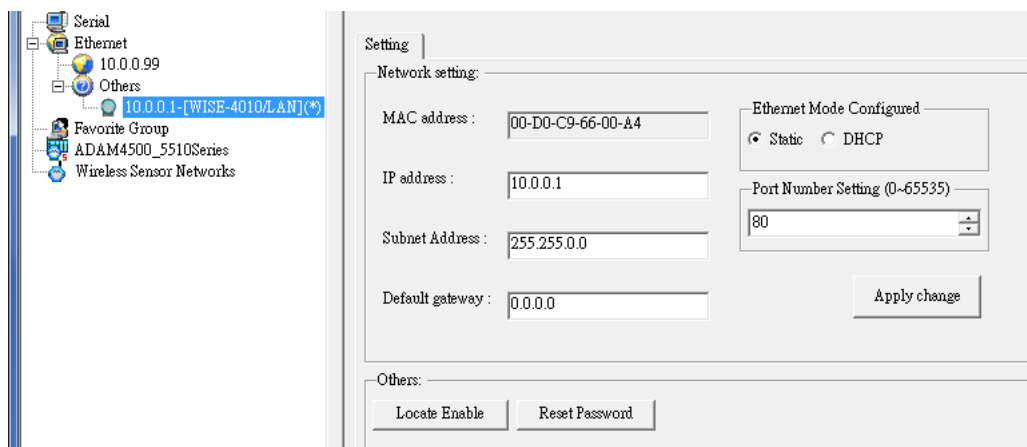 Serial
Ethernet
10.0.0.99
Others
10.0.0.1-[WISE-4010/LAN](*)
Favorite Group
ADAM4500_5510Series
Wireless Sensor Networks
Setting
Network setting:
MAC address :
00-D0-C9-66-00-A4
IP address :
10.0.0.1
Subnet Address :
255.255.0.0
Default gateway :
0.0.0.0
Ethernet Mode Configured
Static DHCP
Port Number Setting (0~65535)
80
Apply change
Others:
Locate Enable Reset Password